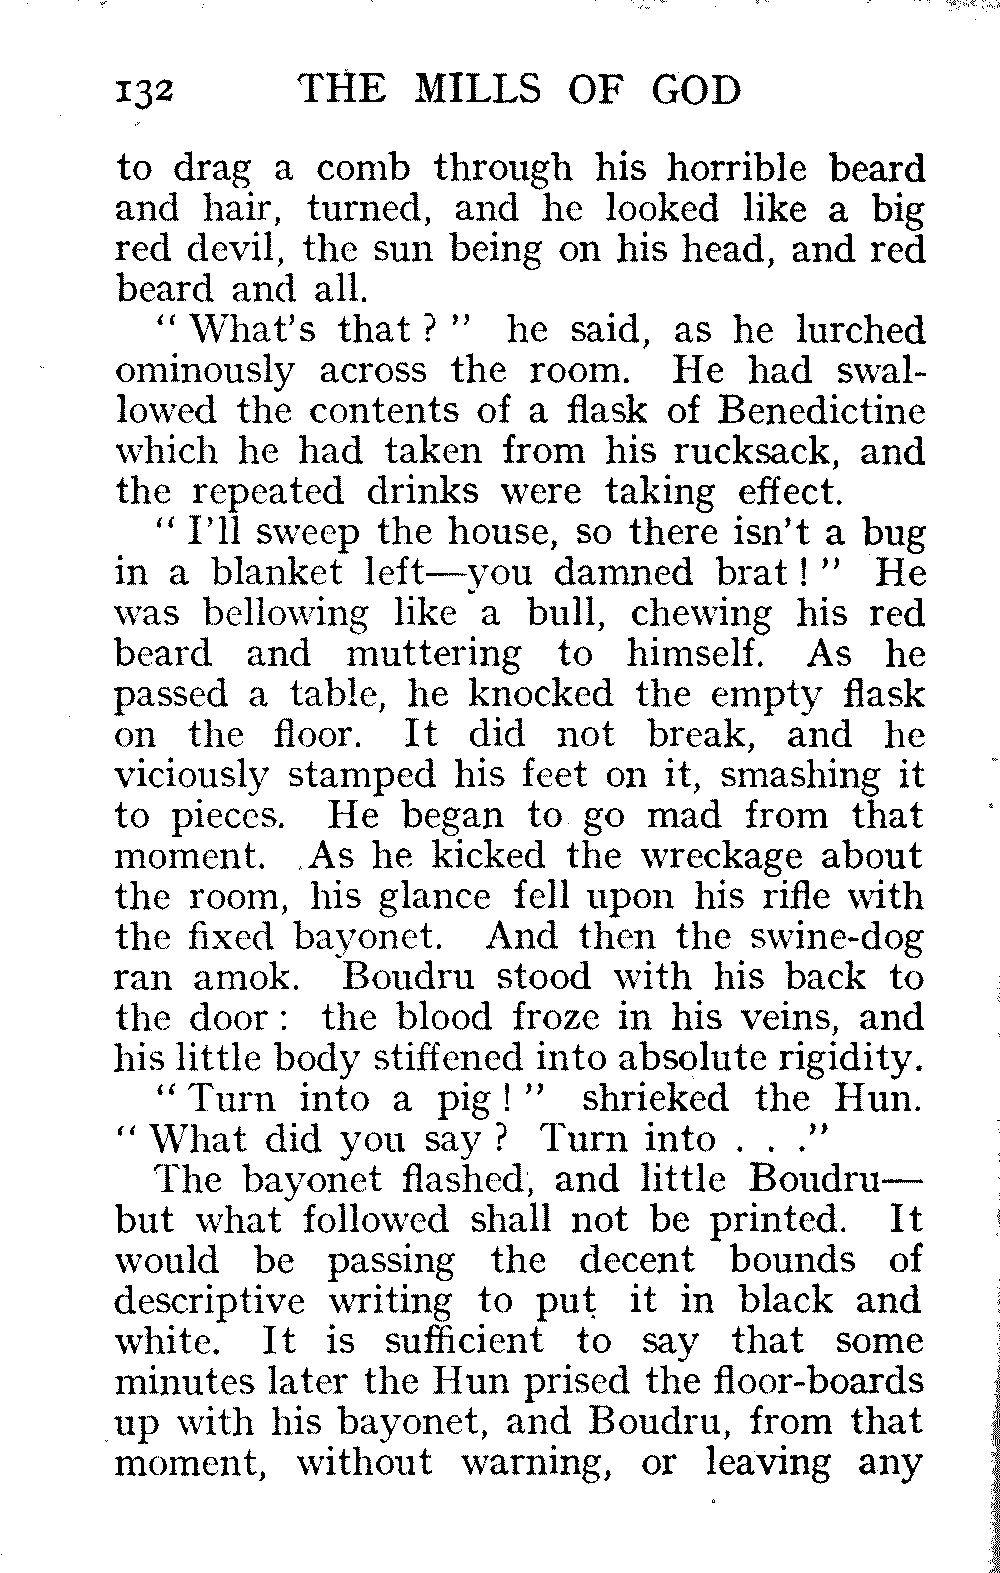 132 THE MILLS OF GOD
to drag a comb through his horrible beard
and hair, turned, and he looked like a big
red devil, the sun being on his head, and red
beard and all.
“ What’s that ? ” he said, as he lurched
ominously across the room. He had swal-
lowed the contents of a flask of Benedictine
which he had taken from his rucksack, and
the repeated drinks were taking effect.
“ I’ll sweep the house, so there isn’t a bug
in a blanket left—you damned brat ! ” He
was bellowing like a bull, chewing his red
beard and muttering to himself. As he
passed a table, he knocked the empty flask
on the floor. It did not break, and he
viciously stamped his feet on it, smashing it
to pieces. He began to go mad from that
moment. As he kicked the wreckage about
the room, his glance fell upon his rifle with
the fixed bayonet. And then the swine-dog
ran amok. Boudru stood with his back to
the door : the blood froze in his veins, and
his little body stiffened into absolute rigidity.
“ Turn into a pig ! ” shrieked the Hun.
“ What did you say ? Turn into . . .”
The bayonet flashed, and little Boudru—
but what followed shall not be printed. It
would be passing the decent bounds of
descriptive writing to put it in black and
white. It is sufficient to say that some
minutes later the Hun prised the floor-boards
up with his bayonet, and Boudru, from that
moment, without warning, or leaving any